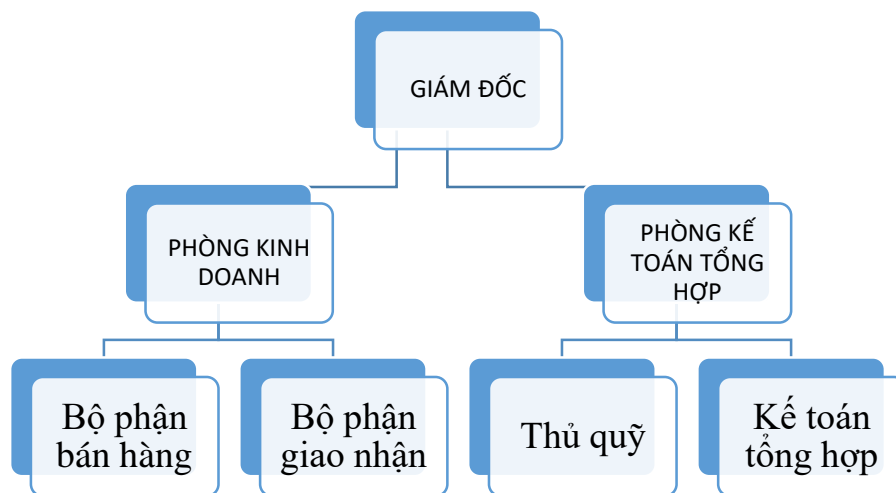 GIÁM ĐỐC
PHÒNG KINH
DOANH
PHÒNG KẾ
TOÁN TỔNG
HỢP
Bộ phận
bán hàng
Bộ phận
giao nhận
Thủ quỹ
Kế toán
tổng hợp